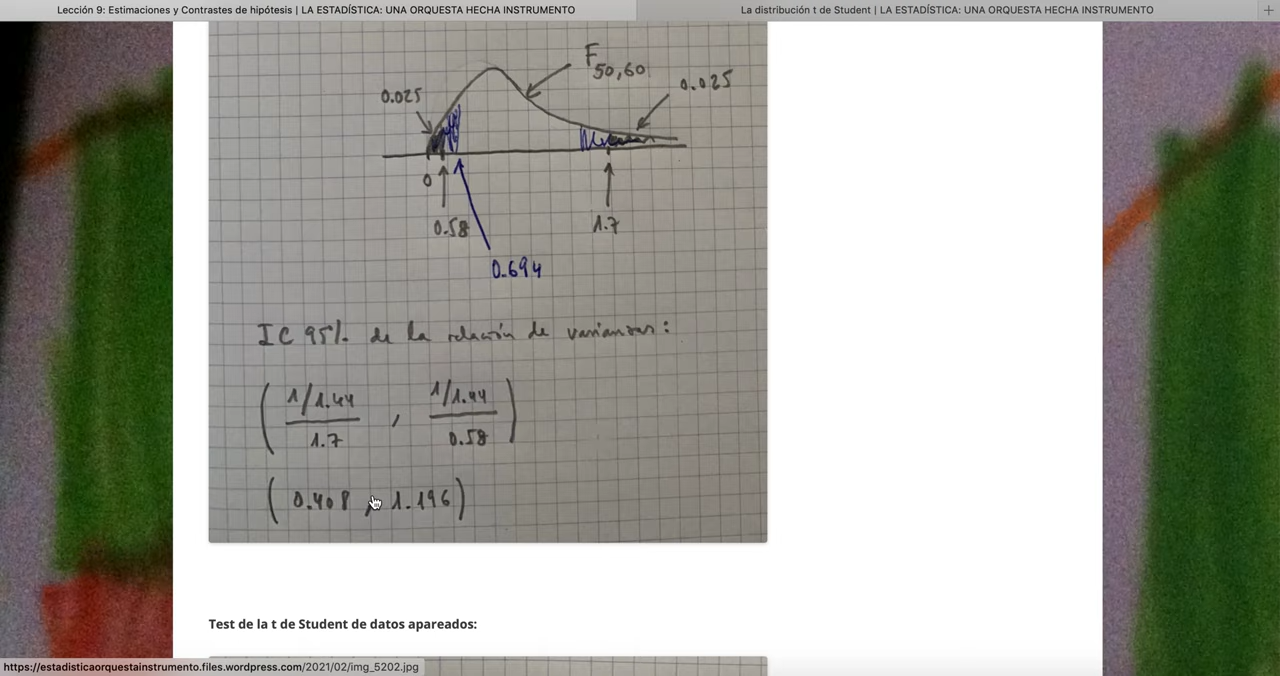 Lección 9: Estimaciones y Contrastes de hipótesis | LA ESTADÍSTICA: UNA ORQUESTA HECHA INSTRUMENTO
La distribución t de Student | LA ESTADÍSTICA: UNA ORQUESTA HECHA INSTRUMENTO
F50,60
0.025
0.025
0
0.58
1.7
0.694
IC 95% de la relación de varianzas:
( 1/1.44 , 1/1.44 )
1.7 0.58
( 0.408 , 1.196 )
Test de la t de Student de datos apareados:
https://estadisticaorquestainstrumento.files.wordpress.com/2021/02/img_5202.jpg